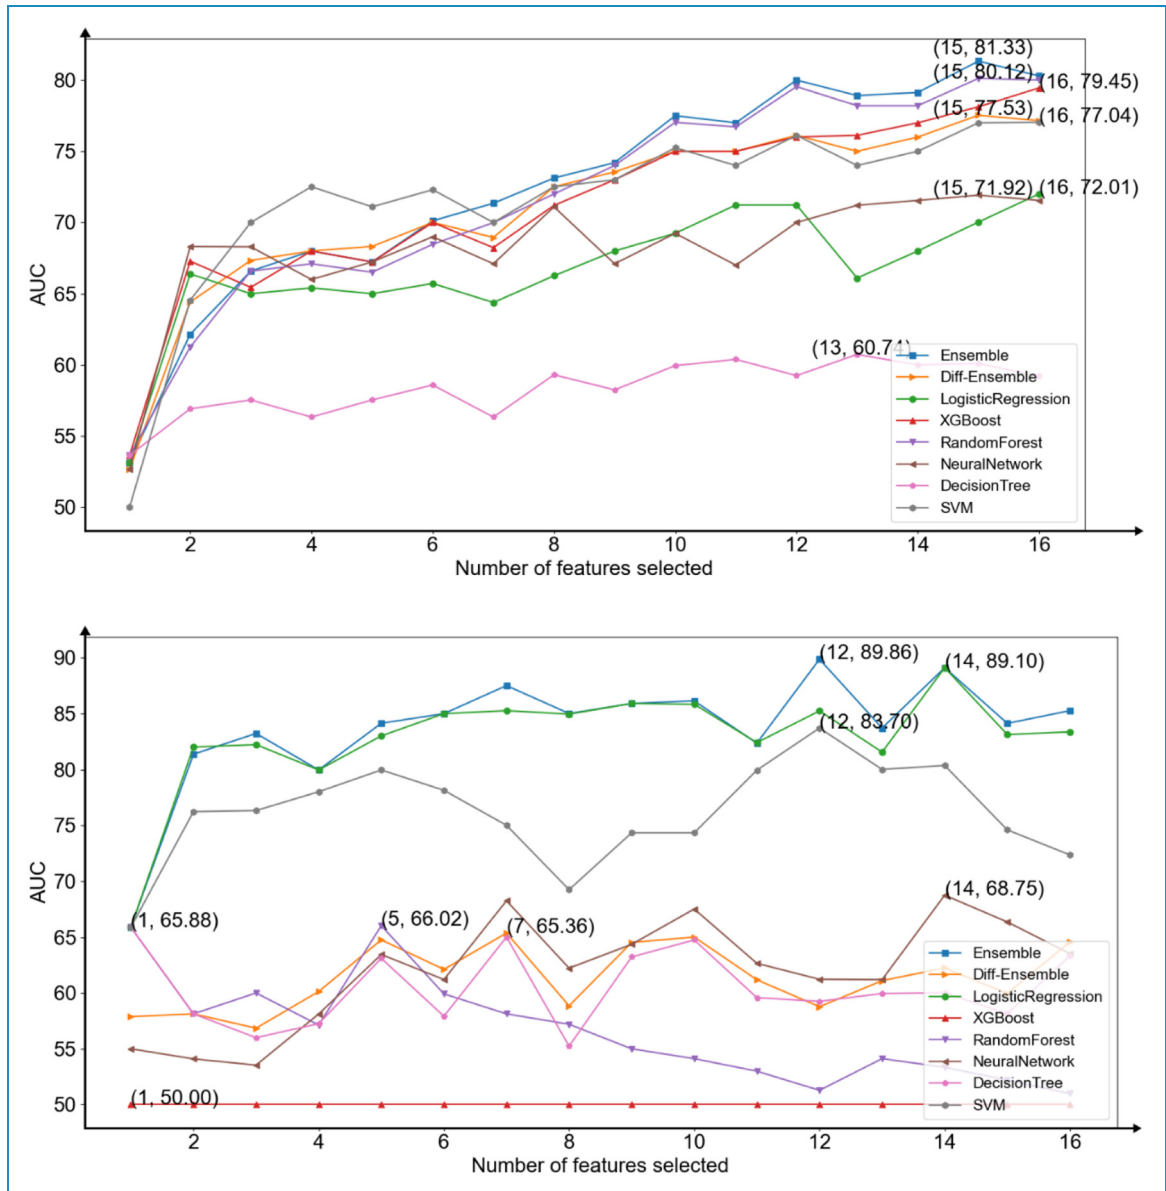 (15, 81.33)
80
(15, 80.12)
(16, 79.45)
(15, 77.53)
(16, 77.04)
75
(15, 71.92)
(16, 72.01)
70
AUC
65
60
(13, 60.74)
55
50
Ensemble
Diff-Ensemble
LogisticRegression
XGBoost
RandomForest
NeuralNetwork
DecisionTree
SVM
2 4 6 8 10 12 14 16
Number of features selected
90
(12, 89.86)
(14, 89.10)
85
(12, 83.70)
80
75
70
AUC
(14, 68.75)
(1, 65.88)
(5, 66.02)
(7, 65.36)
65
60
55
50
(1, 50.00)
Ensemble
Diff-Ensemble
LogisticRegression
XGBoost
RandomForest
NeuralNetwork
DecisionTree
SVM
2 4 6 8 10 12 14 16
Number of features selected